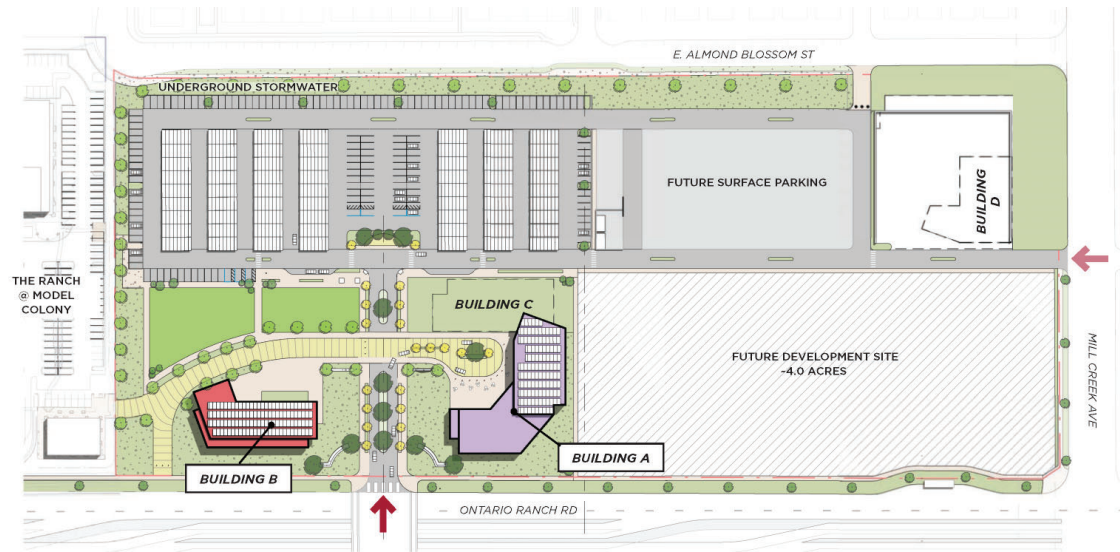 E. ALMOND BLOSSOM ST
UNDERGROUND STORMWATER
FUTURE SURFACE PARKING
BUILDING
D
THE RANCH
@ MODEL
COLONY
BUILDING C
FUTURE DEVELOPMENT SITE
~4.0 ACRES
MILL CREEK AVE
BUILDING A
BUILDING B
ONTARIO RANCH RD